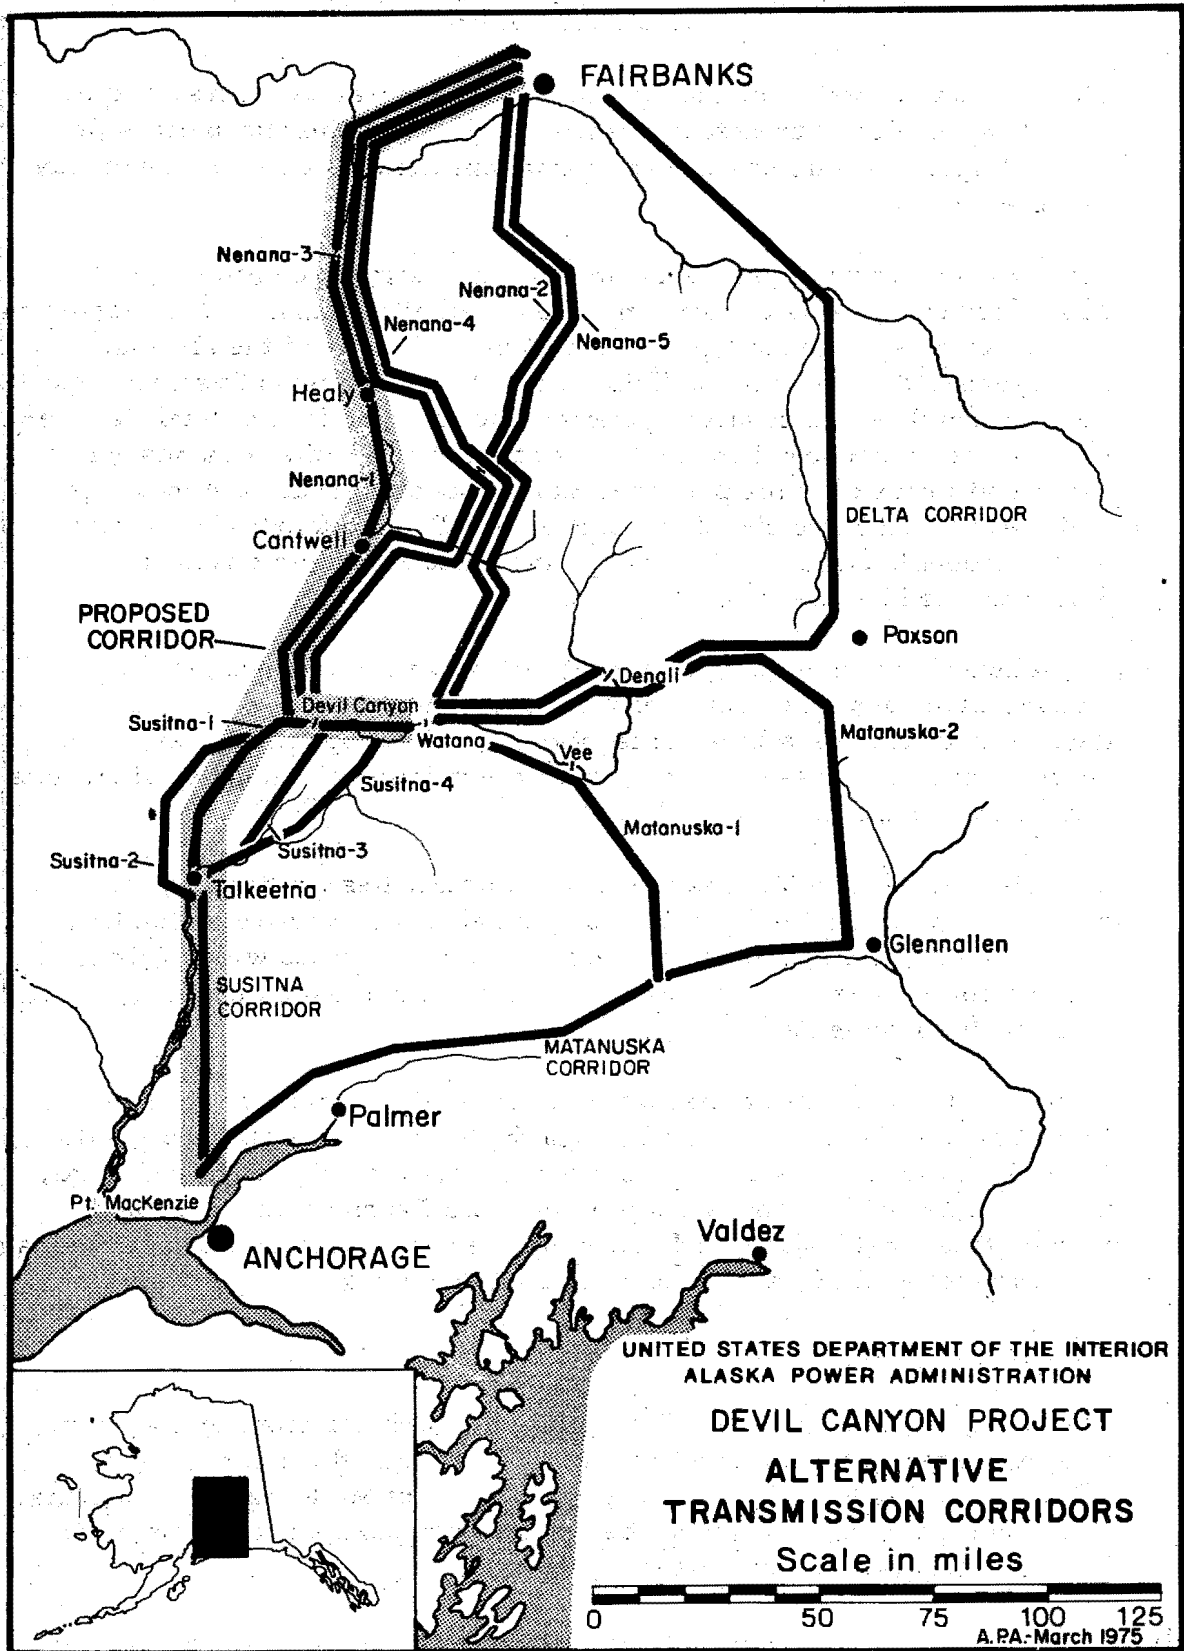 FAIRBANKS
Nenana-3
Nenana-2
Nenana-4
Nenana-5
Healy
Nenana-1
DELTA CORRIDOR
Cantwell
PROPOSED
CORRIDOR
Paxson
Denali
Devil Canyon
Susitna-1
Watana
Matanuska-2
Vee
Susitna-4
Matanuska-1
Susitna-3
Susitna-2
Talkeetna
Glennallen
SUSITNA
CORRIDOR
MATANUSKA
CORRIDOR
Palmer
Pt. MacKenzie
Valdez
ANCHORAGE
UNITED STATES DEPARTMENT OF THE INTERIOR
ALASKA POWER ADMINISTRATION
DEVIL CANYON PROJECT
ALTERNATIVE
TRANSMISSION CORRIDORS
Scale in miles
0 50 75 100 125
A.P.A.-March 1975